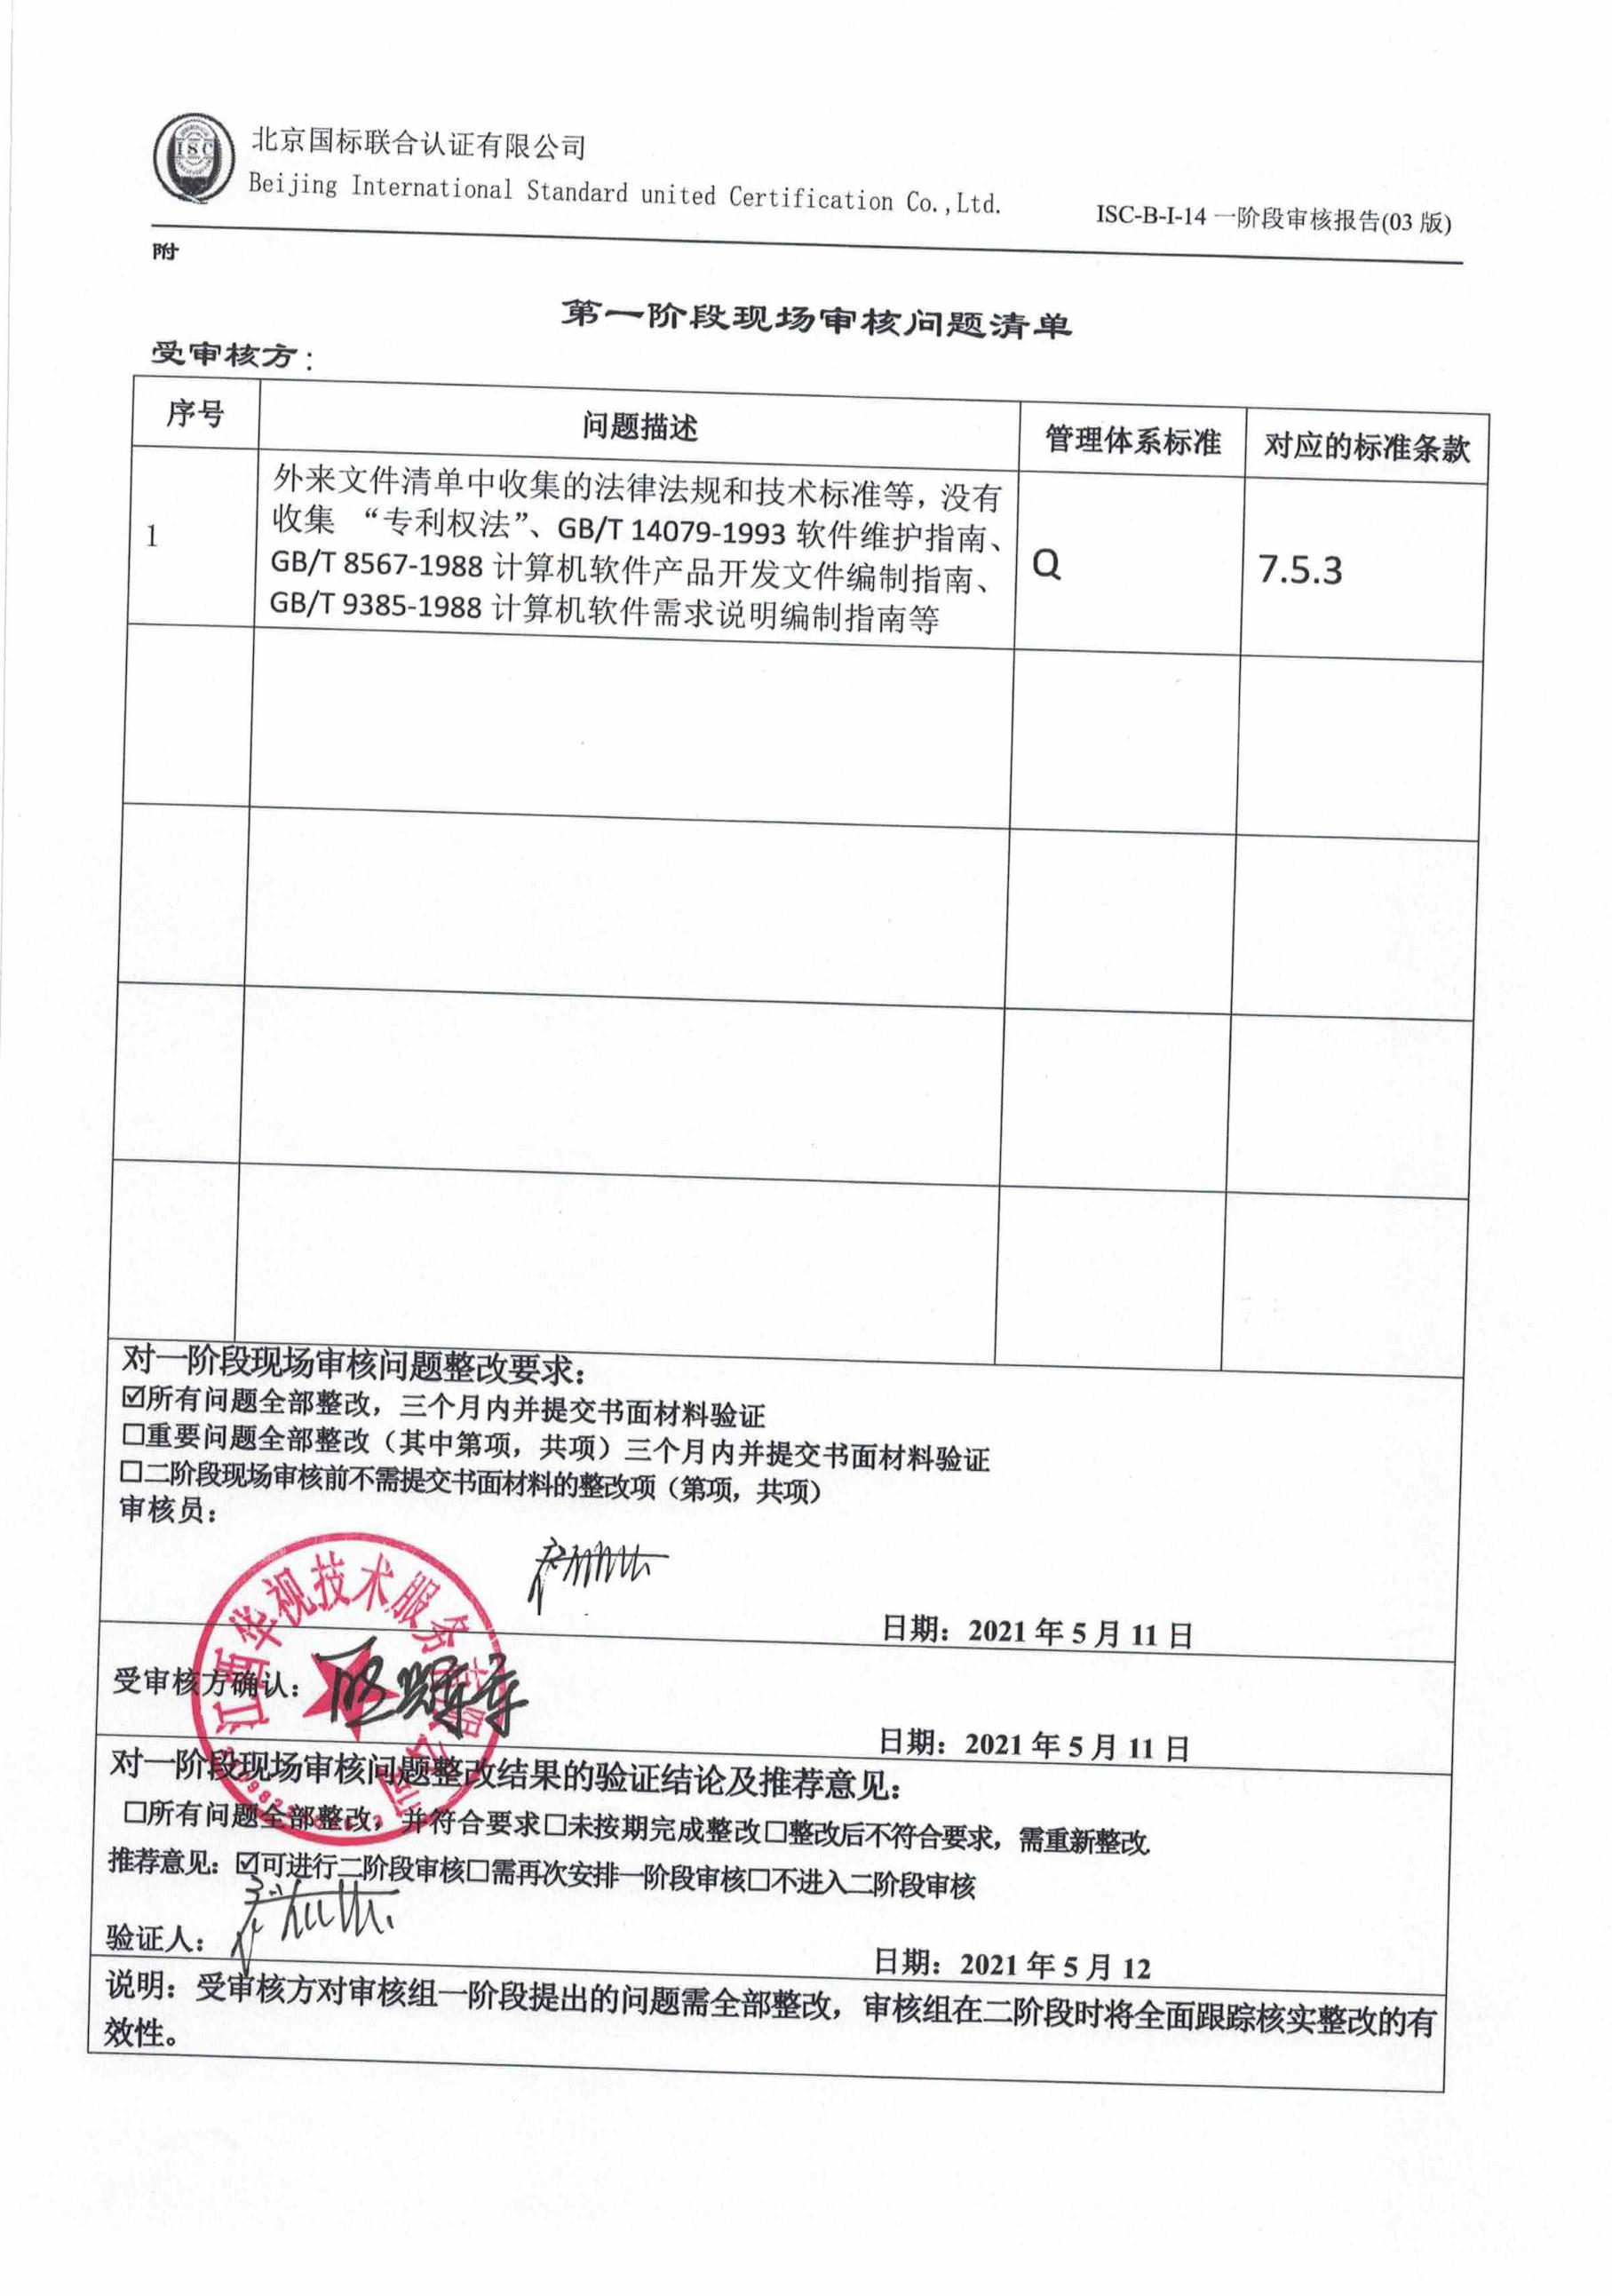 ISC
北京国标联合认证有限公司
Beijing International Standard united Certification Co.,Ltd.
ISC-B-I-14 一阶段审核报告(03 版)
附
第一阶段现场审核问题清单
受审核方：
序号 问题描述 管理体系标准 对应的标准条款
1
外来文件清单中收集的法律法规和技术标准等，没有
收集 “专利权法”、GB/T 14079-1993 软件维护指南、
GB/T 8567-1988 计算机软件产品开发文件编制指南、
GB/T 9385-1988 计算机软件需求说明编制指南等
Q
7.5.3
对一阶段现场审核问题整改要求：
☑所有问题全部整改，三个月内并提交书面材料验证
☐重要问题全部整改（其中第项，共项）三个月内并提交书面材料验证
☐二阶段现场审核前不需提交书面材料的整改项（第项，共项）
审核员：
日期：2021 年 5 月 11 日
江西华视技术服务有限公司
受审核方确认：
日期：2021 年 5 月 11 日
对一阶段现场审核问题整改结果的验证结论及推荐意见：
☐所有问题全部整改，并符合要求☐未按期完成整改☐整改后不符合要求，需重新整改.
推荐意见：☑可进行二阶段审核☐需再次安排一阶段审核☐不进入二阶段审核
验证人：
日期：2021 年 5 月 12
说明：受审核方对审核组一阶段提出的问题需全部整改，审核组在二阶段时将全面跟踪核实整改的有
效性。